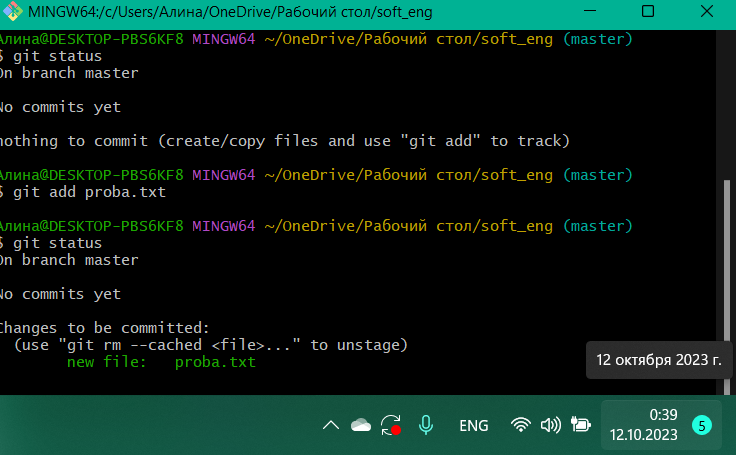 MINGW64:/c/Users/Алина/OneDrive/Рабочий стол/soft_eng
Алина@DESKTOP-PBS6KF8 MINGW64 ~/OneDrive/Рабочий стол/soft_eng (master)
$ git status
On branch master
No commits yet
nothing to commit (create/copy files and use "git add" to track)
Алина@DESKTOP-PBS6KF8 MINGW64 ~/OneDrive/Рабочий стол/soft_eng (master)
$ git add proba.txt
Алина@DESKTOP-PBS6KF8 MINGW64 ~/OneDrive/Рабочий стол/soft_eng (master)
$ git status
On branch master
No commits yet
Changes to be committed:
(use "git rm --cached <file>..." to unstage)
new file: proba.txt
12 октября 2023 г.
ENG
0:39
12.10.2023
5